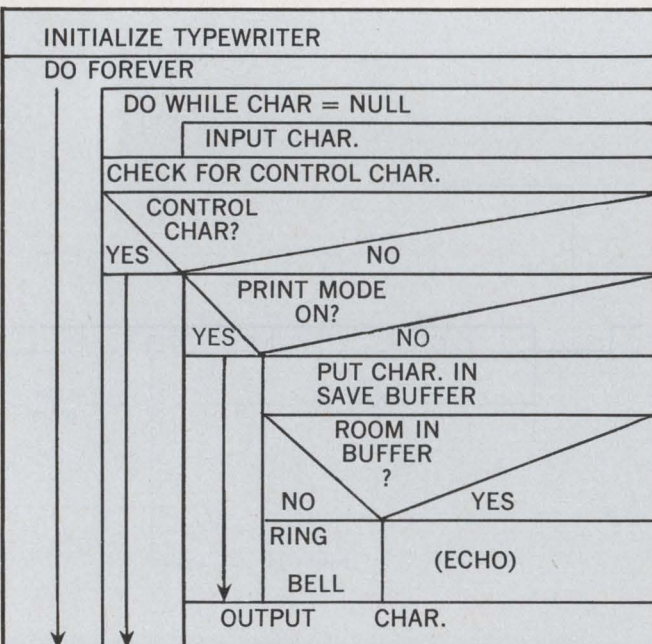 INITIALIZE TYPEWRITER
DO FOREVER
DO WHILE CHAR = NULL
INPUT CHAR.
CHECK FOR CONTROL CHAR.
CONTROL
CHAR?
YES
NO
PRINT MODE
ON?
YES
NO
PUT CHAR. IN
SAVE BUFFER
ROOM IN
BUFFER
?
NO
YES
RING
BELL
(ECHO)
OUTPUT CHAR.